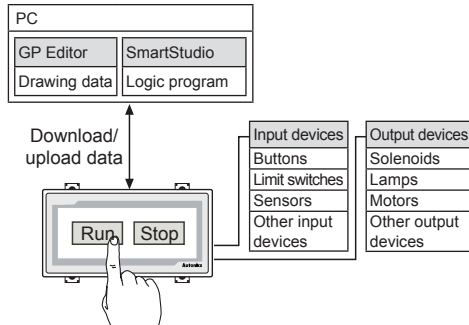 PC
GP Editor
SmartStudio
Drawing data
Logic program
Download/
upload data
Input devices
Buttons
Limit switches
Sensors
Other input
devices
Output devices
Solenoids
Lamps
Motors
Other output
devices
Run
Stop
Autonics